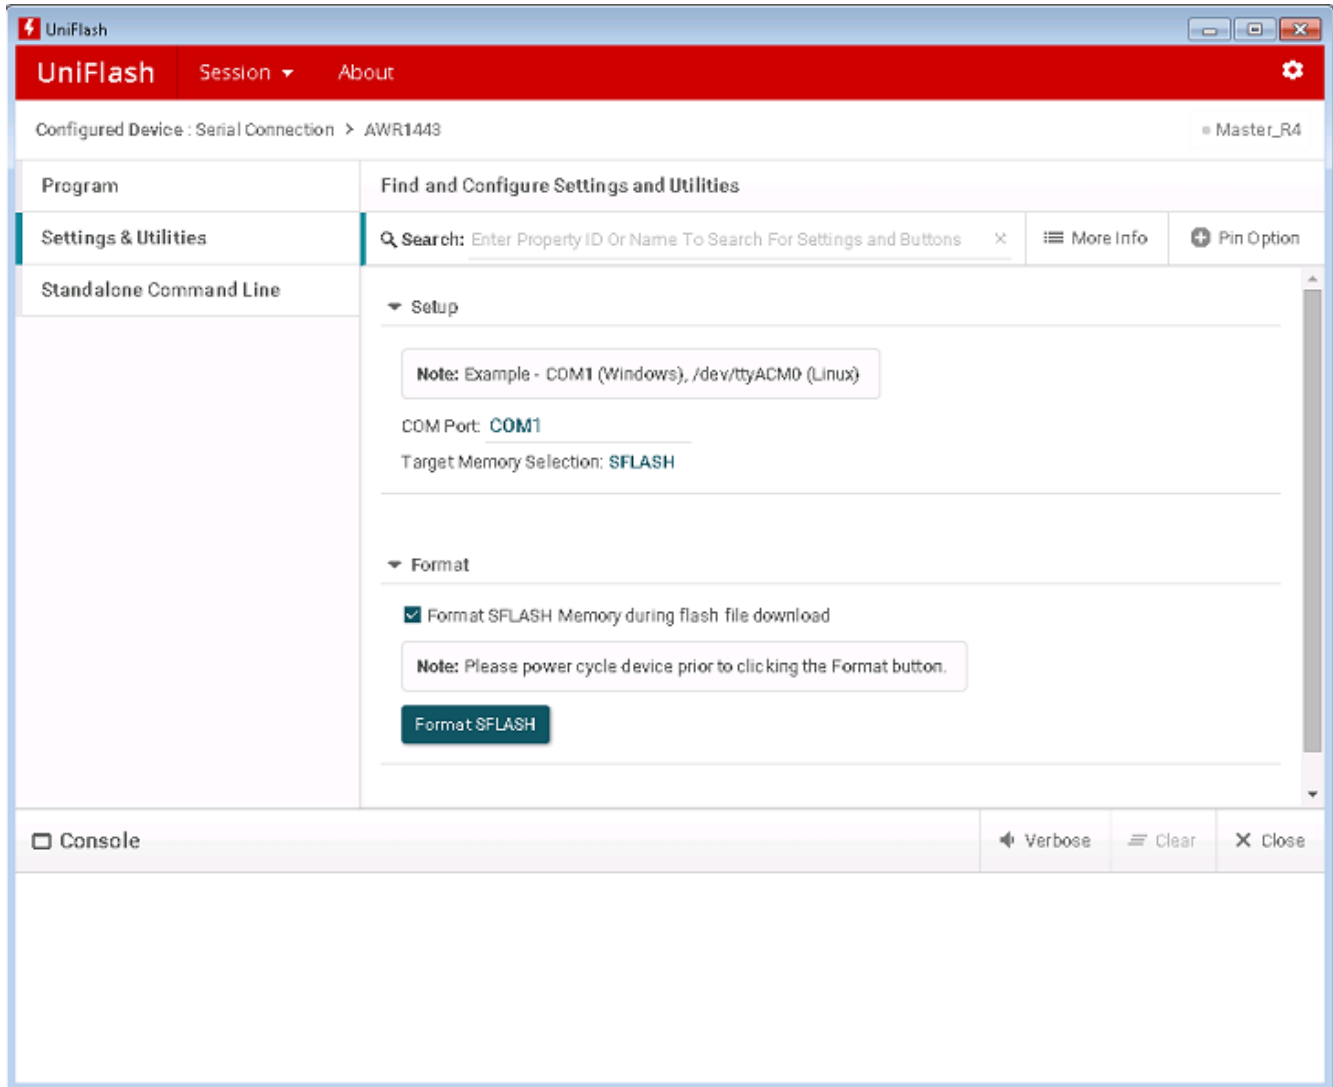 UniFlash
UniFlash Session About
Configured Device : Serial Connection > AWR1443 Master_R4
Program
Settings & Utilities
Standalone Command Line
Find and Configure Settings and Utilities
Search: Enter Property ID Or Name To Search For Settings and Buttons × More Info Pin Option
Setup
Note: Example - COM1 (Windows), /dev/ttyACM0 (Linux)
COM Port: COM1
Target Memory Selection: SFLASH
Format
Format SFLASH Memory during flash file download
Note: Please power cycle device prior to clicking the Format button.
Format SFLASH
Console Verbose Clear Close